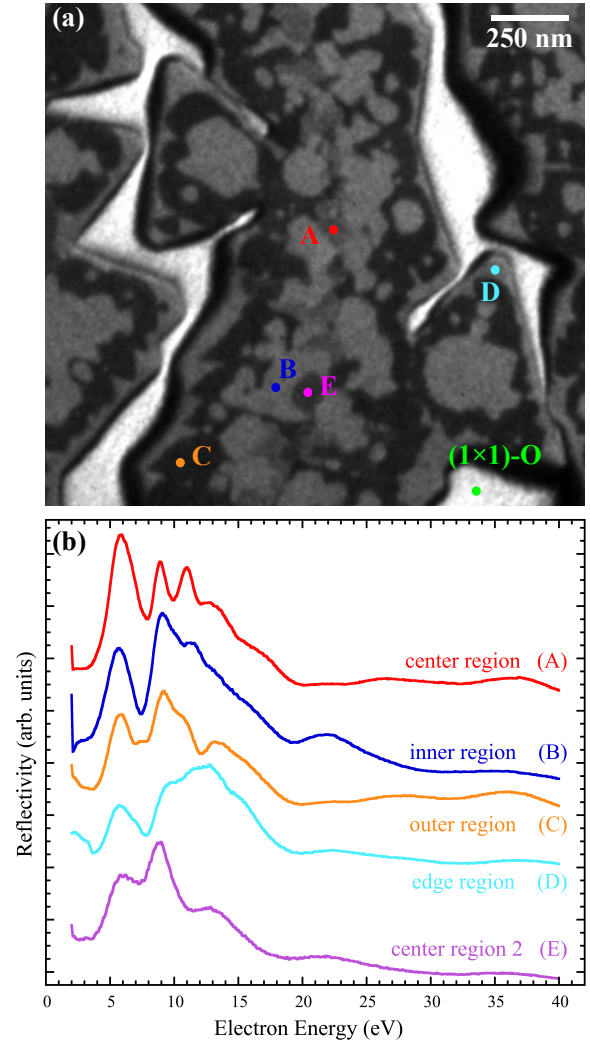 (a)
250 nm
A
D
B
E
C
(1×1)-O
(b)
center region (A)
inner region (B)
outer region (C)
edge region (D)
center region 2 (E)
Reflectivity (arb. units)
0 5 10 15 20 25 30 35 40
Electron Energy (eV)